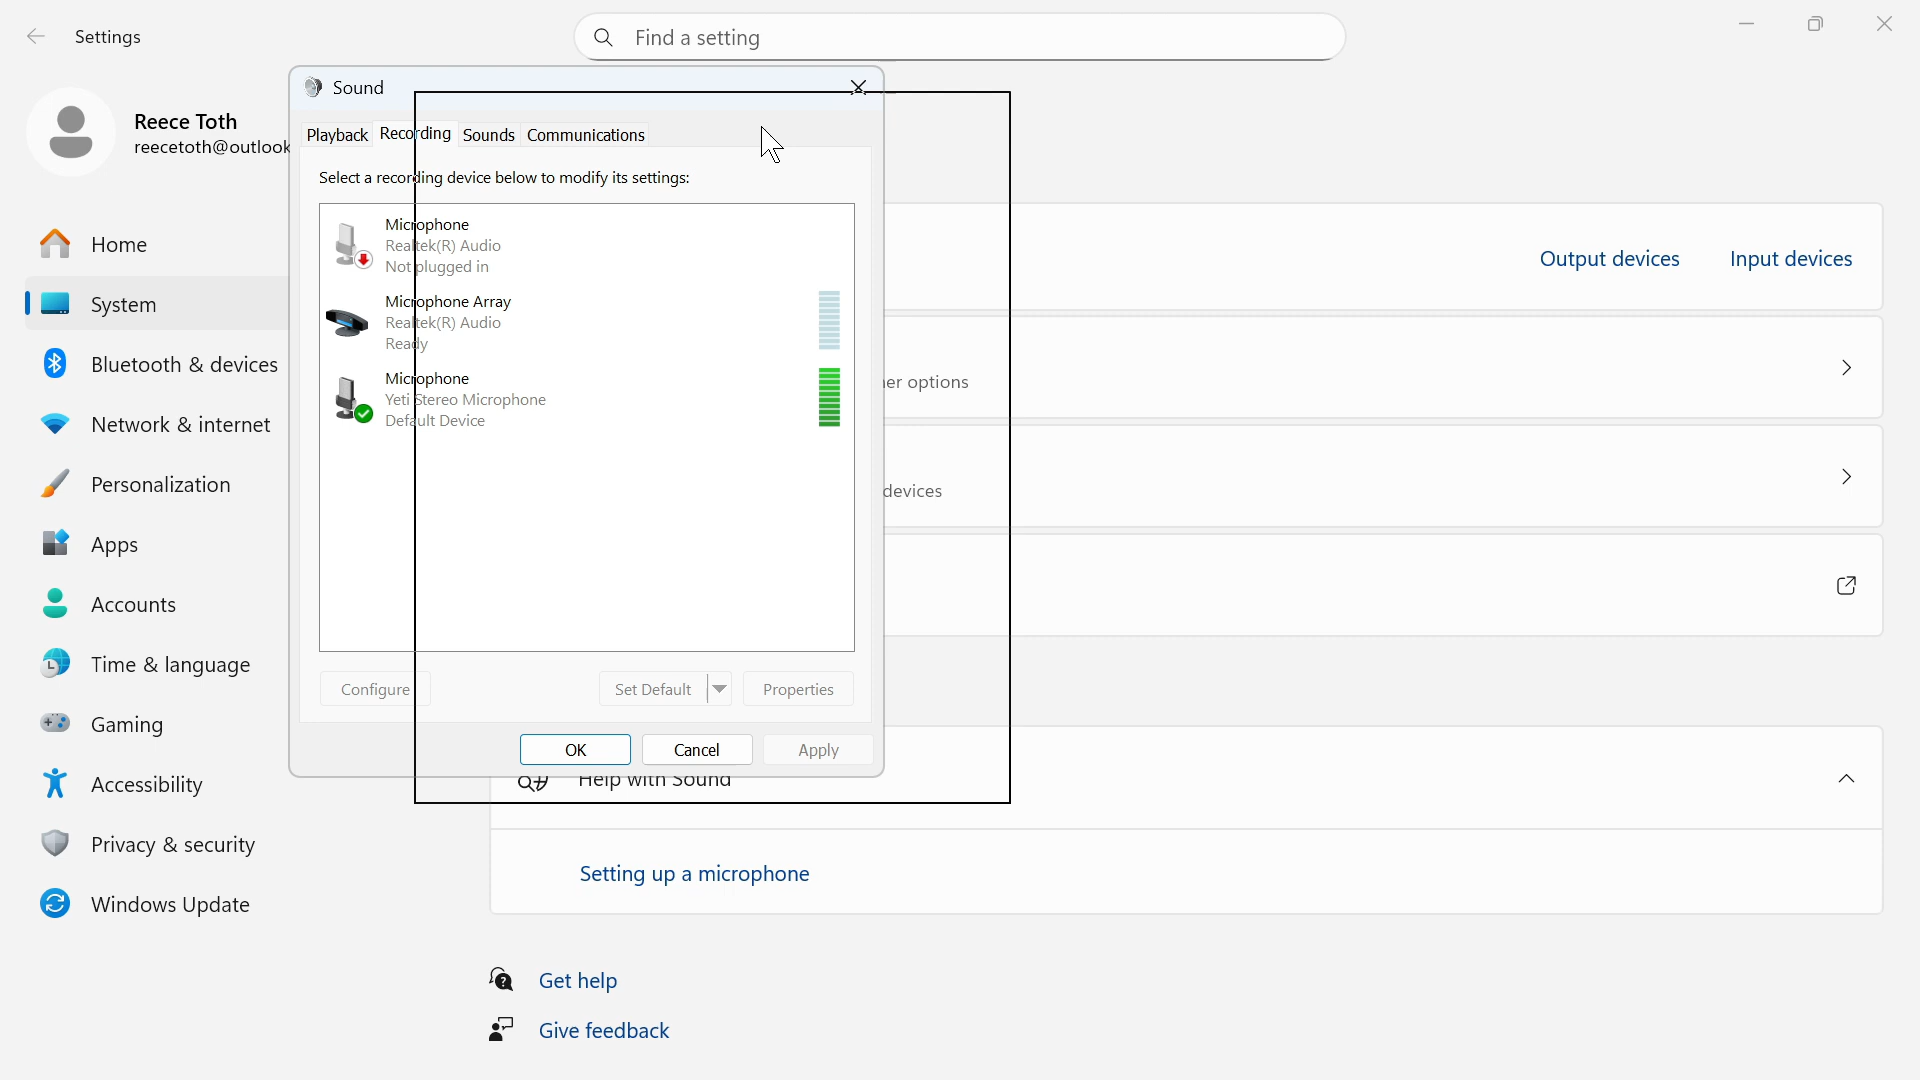 Settings
Find a setting
Reece Toth
reecetoth@outlook
Home
System
Bluetooth & devices
Network & internet
Personalization
Apps
Accounts
Time & language
Gaming
Accessibility
Privacy & security
Windows Update
Sound
Playback Recording Sounds Communications
Select a recording device below to modify its settings:
Microphone
Realtek(R) Audio
Not plugged in
Microphone Array
Realtek(R) Audio
Ready
Microphone
Yeti Stereo Microphone
Default Device
Configure Set Default Properties
OK Cancel Apply
Output devices Input devices
options
devices
Help with Sound
Setting up a microphone
Get help
Give feedback